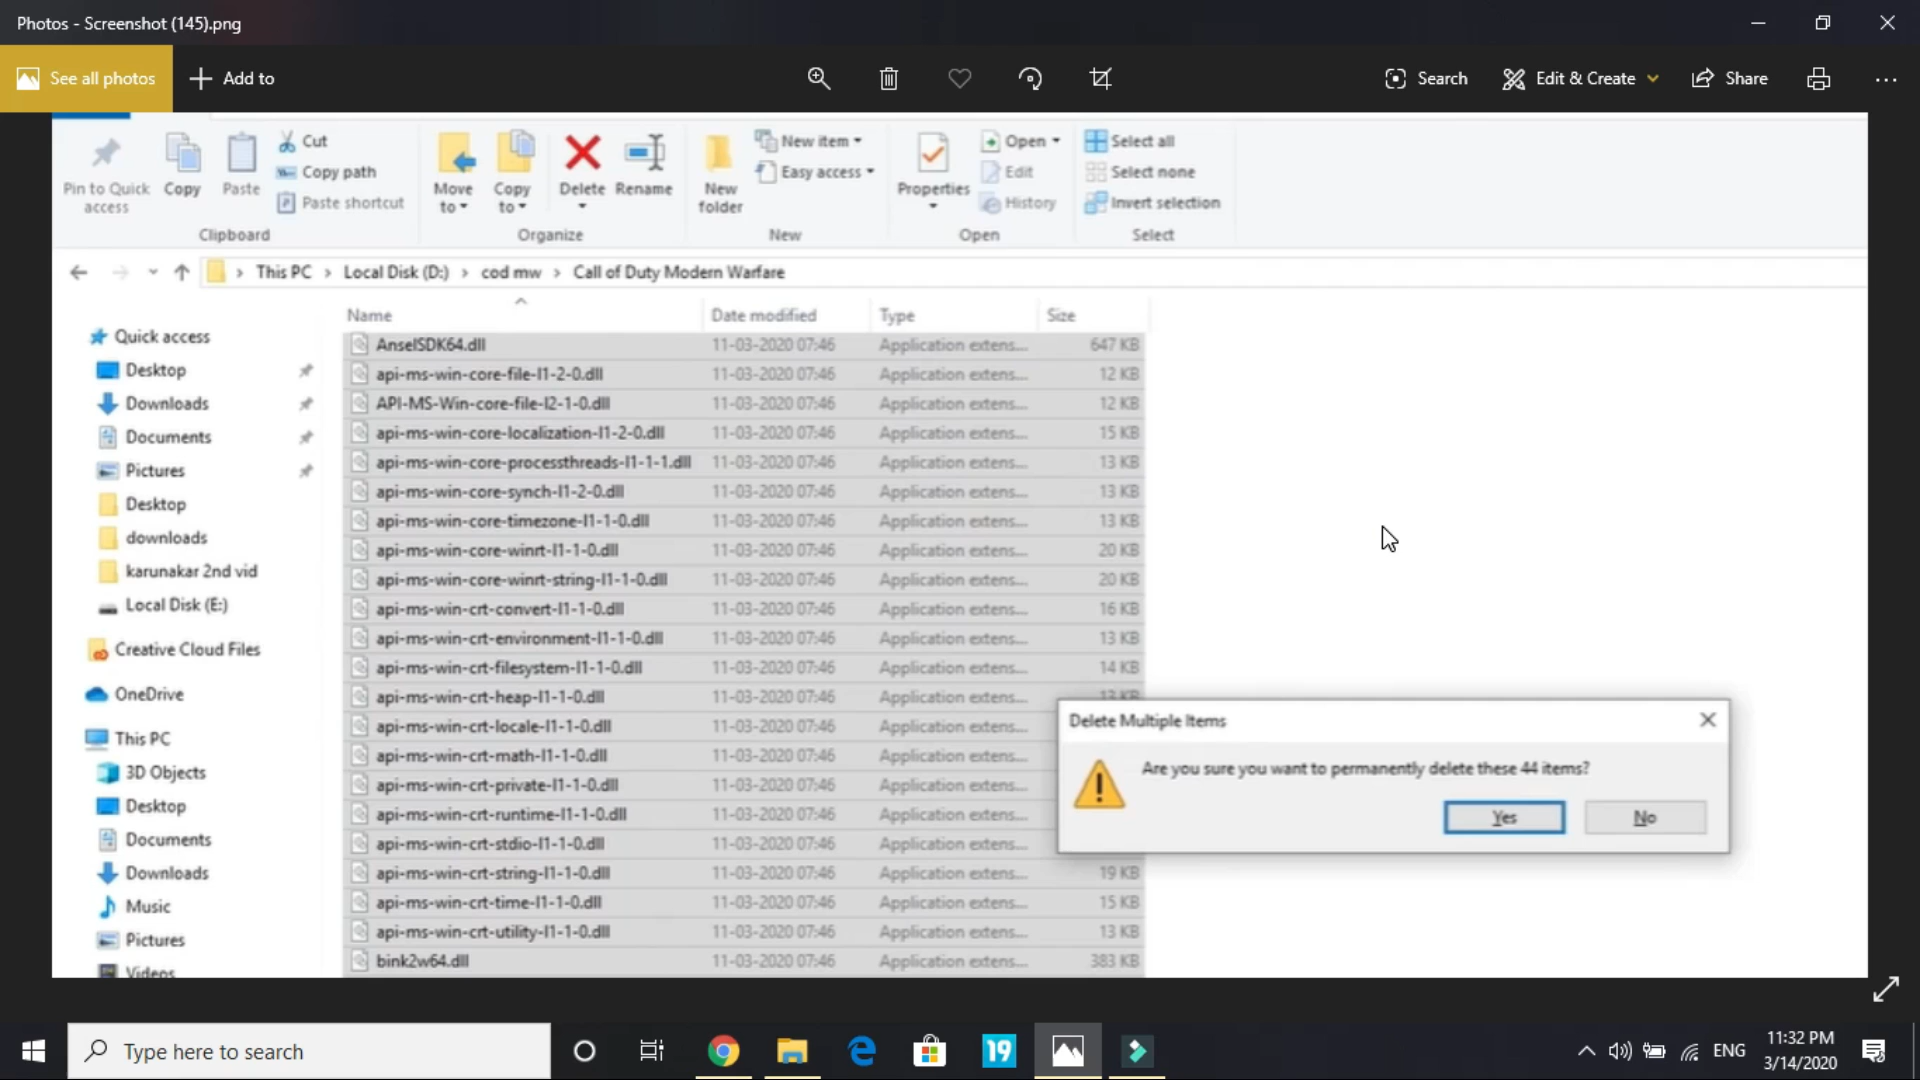 Photos - Screenshot (145).png
See all photos
Add to
Search
Edit & Create
Share
Pin to Quick access
Copy
Paste
Cut
Copy path
Paste shortcut
Clipboard
Move to
Copy to
Delete
Rename
Organize
New folder
New item
Easy access
New
Properties
Open
Edit
History
Open
Select all
Select none
Invert selection
Select
This PC > Local Disk (D:) > cod mw > Call of Duty Modern Warfare
Quick access
Desktop
Downloads
Documents
Pictures
Desktop
downloads
karunakar 2nd vid
Local Disk (E:)
Creative Cloud Files
OneDrive
This PC
3D Objects
Desktop
Documents
Downloads
Music
Pictures
Videos
Name Date modified Type Size
AnselSDK64.dll 11-03-2020 07:46 Application extens... 647 KB
api-ms-win-core-file-l1-2-0.dll 11-03-2020 07:46 Application extens... 12 KB
API-MS-Win-core-file-l2-1-0.dll 11-03-2020 07:46 Application extens... 12 KB
api-ms-win-core-localization-l1-2-0.dll 11-03-2020 07:46 Application extens... 15 KB
api-ms-win-core-processthreads-l1-1-1.dll 11-03-2020 07:46 Application extens... 13 KB
api-ms-win-core-synch-l1-2-0.dll 11-03-2020 07:46 Application extens... 13 KB
api-ms-win-core-timezone-l1-1-0.dll 11-03-2020 07:46 Application extens... 13 KB
api-ms-win-core-winrt-l1-1-0.dll 11-03-2020 07:46 Application extens... 20 KB
api-ms-win-core-winrt-string-l1-1-0.dll 11-03-2020 07:46 Application extens... 20 KB
api-ms-win-crt-convert-l1-1-0.dll 11-03-2020 07:46 Application extens... 16 KB
api-ms-win-crt-environment-l1-1-0.dll 11-03-2020 07:46 Application extens... 13 KB
api-ms-win-crt-filesystem-l1-1-0.dll 11-03-2020 07:46 Application extens... 14 KB
api-ms-win-crt-heap-l1-1-0.dll 11-03-2020 07:46 Application extens... 13 KB
api-ms-win-crt-locale-l1-1-0.dll 11-03-2020 07:46 Application extens...
api-ms-win-crt-math-l1-1-0.dll 11-03-2020 07:46 Application extens...
api-ms-win-crt-private-l1-1-0.dll 11-03-2020 07:46 Application extens...
api-ms-win-crt-runtime-l1-1-0.dll 11-03-2020 07:46 Application extens...
api-ms-win-crt-stdio-l1-1-0.dll 11-03-2020 07:46 Application extens...
api-ms-win-crt-string-l1-1-0.dll 11-03-2020 07:46 Application extens... 19 KB
api-ms-win-crt-time-l1-1-0.dll 11-03-2020 07:46 Application extens... 15 KB
api-ms-win-crt-utility-l1-1-0.dll 11-03-2020 07:46 Application extens... 13 KB
bink2w64.dll 11-03-2020 07:46 Application extens... 383 KB
Delete Multiple Items
Are you sure you want to permanently delete these 44 items?
Yes No
Type here to search
19
ENG
11:32 PM
3/14/2020